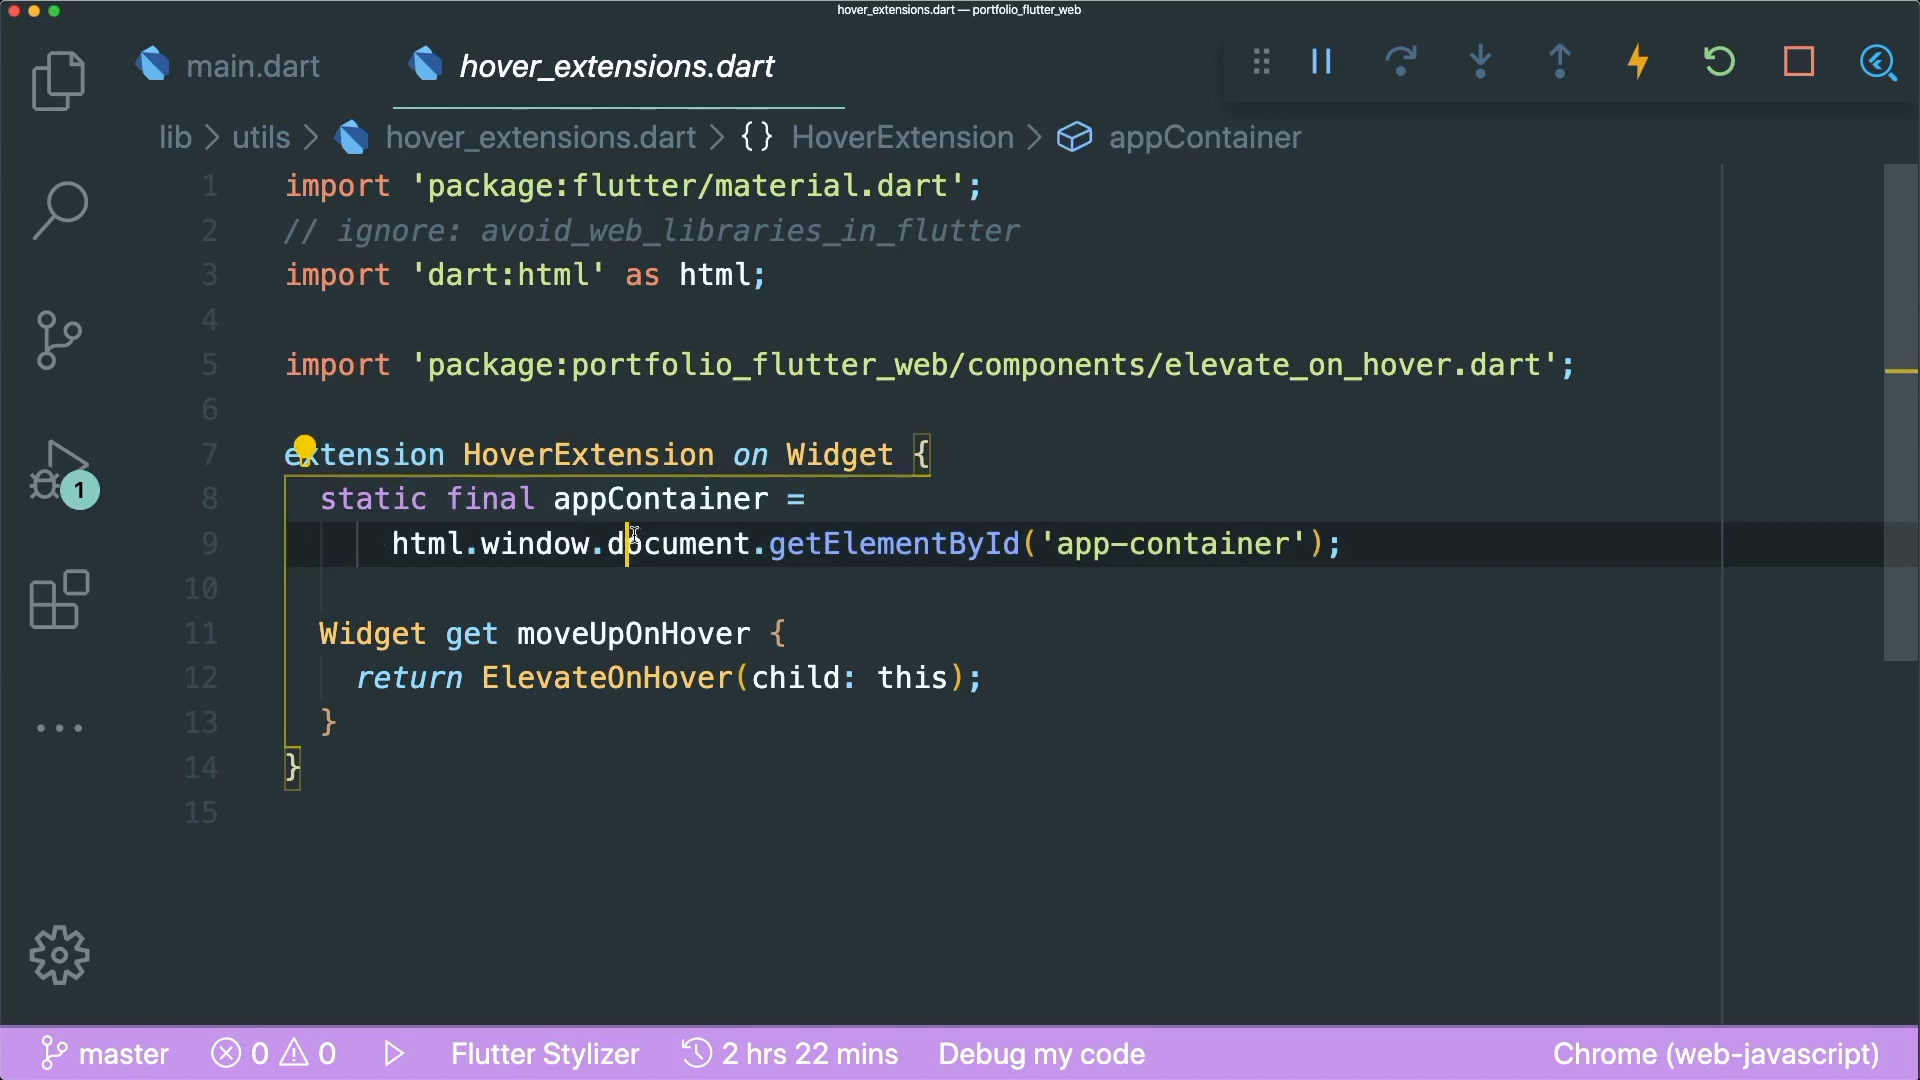 hover_extensions.dart — portfolio_flutter_web
main.dart
hover_extensions.dart
lib > utils > hover_extensions.dart > {} HoverExtension > appContainer
1 import 'package:flutter/material.dart';
2 // ignore: avoid_web_libraries_in_flutter
3 import 'dart:html' as html;
4
5 import 'package:portfolio_flutter_web/components/elevate_on_hover.dart';
6
7 extension HoverExtension on Widget {
8 static final appContainer =
9 html.window.document.getElementById('app-container');
10
11 Widget get moveUpOnHover {
12 return ElevateOnHover(child: this);
13 }
14 }
15
1
master 0 0 Flutter Stylizer 2 hrs 22 mins Debug my code Chrome (web-javascript)